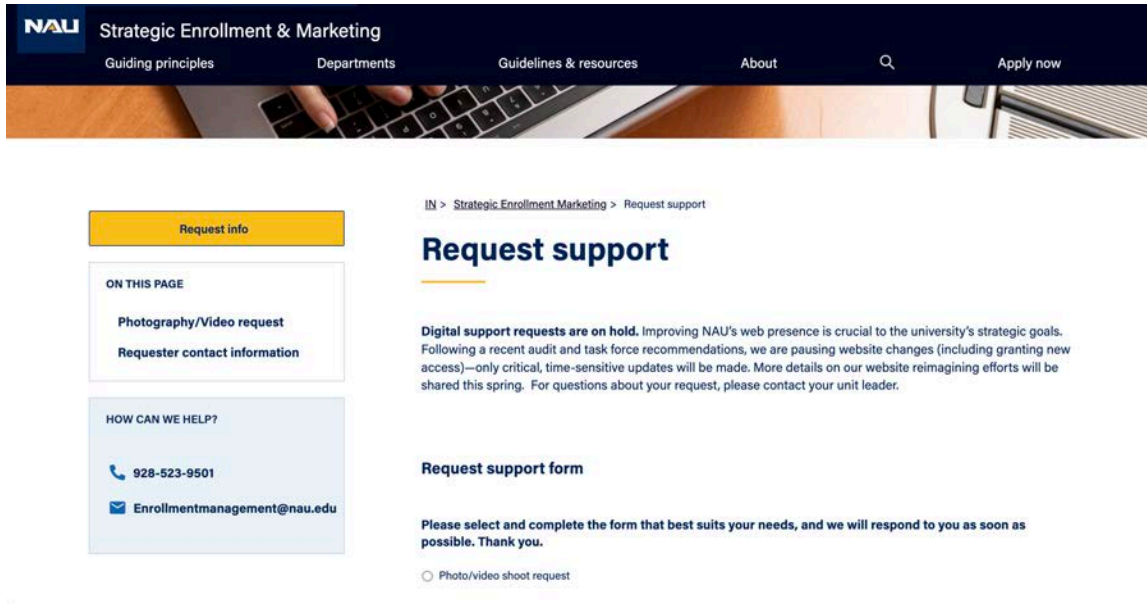 NAU
Strategic Enrollment & Marketing
Guiding principles
Departments
Guidelines & resources
About
Apply now
Request info
ON THIS PAGE
Photography/Video request
Requester contact information
HOW CAN WE HELP?
928-523-9501
Enrollmentmanagement@nau.edu
IN > Strategic Enrollment Marketing > Request support
Request support
Digital support requests are on hold. Improving NAU's web presence is crucial to the university's strategic goals.
Following a recent audit and task force recommendations, we are pausing website changes (including granting new
access)—only critical, time-sensitive updates will be made. More details on our website reimagining efforts will be
shared this spring. For questions about your request, please contact your unit leader.
Request support form
Please select and complete the form that best suits your needs, and we will respond to you as soon as
possible. Thank you.
Photo/video shoot request